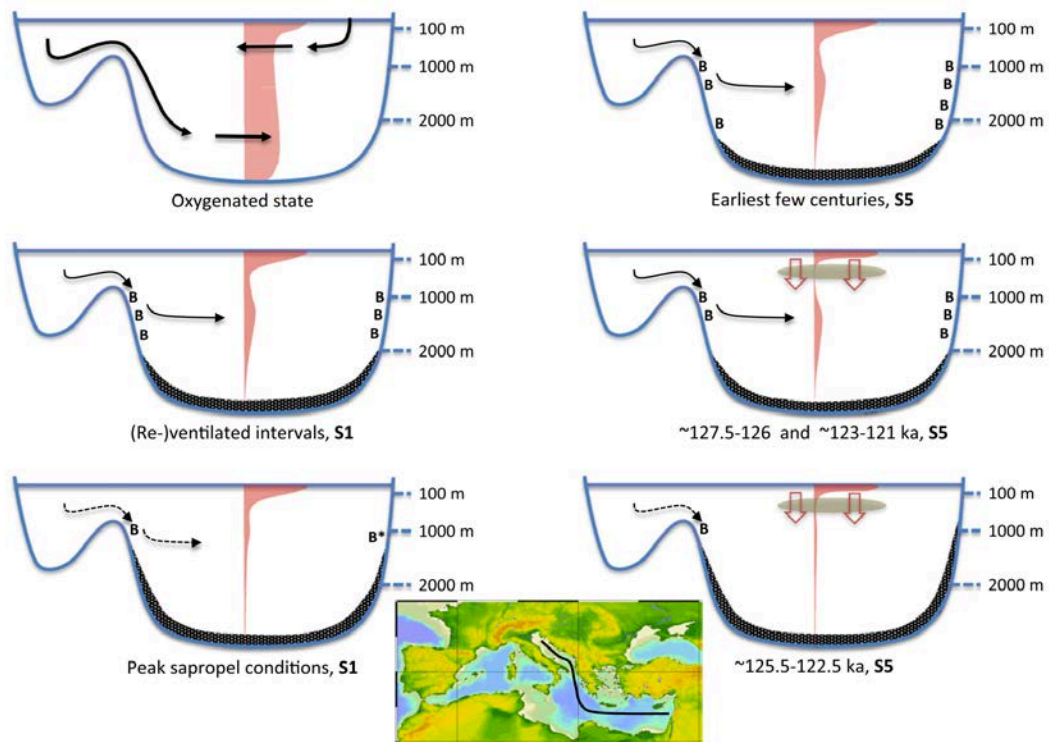 100 m
1000 m
2000 m
Oxygenated state
100 m
B
B
1000 m
B
B
B
B
2000 m
B
Earliest few centuries, S5
100 m
B
B
1000 m
B
B
B
B
2000 m
(Re-)ventilated intervals, S1
100 m
B
B
1000 m
B
B
B
2000 m
~127.5-126 and ~123-121 ka, S5
100 m
B
B*
1000 m
2000 m
Peak sapropel conditions, S1
100 m
B
1000 m
2000 m
~125.5-122.5 ka, S5